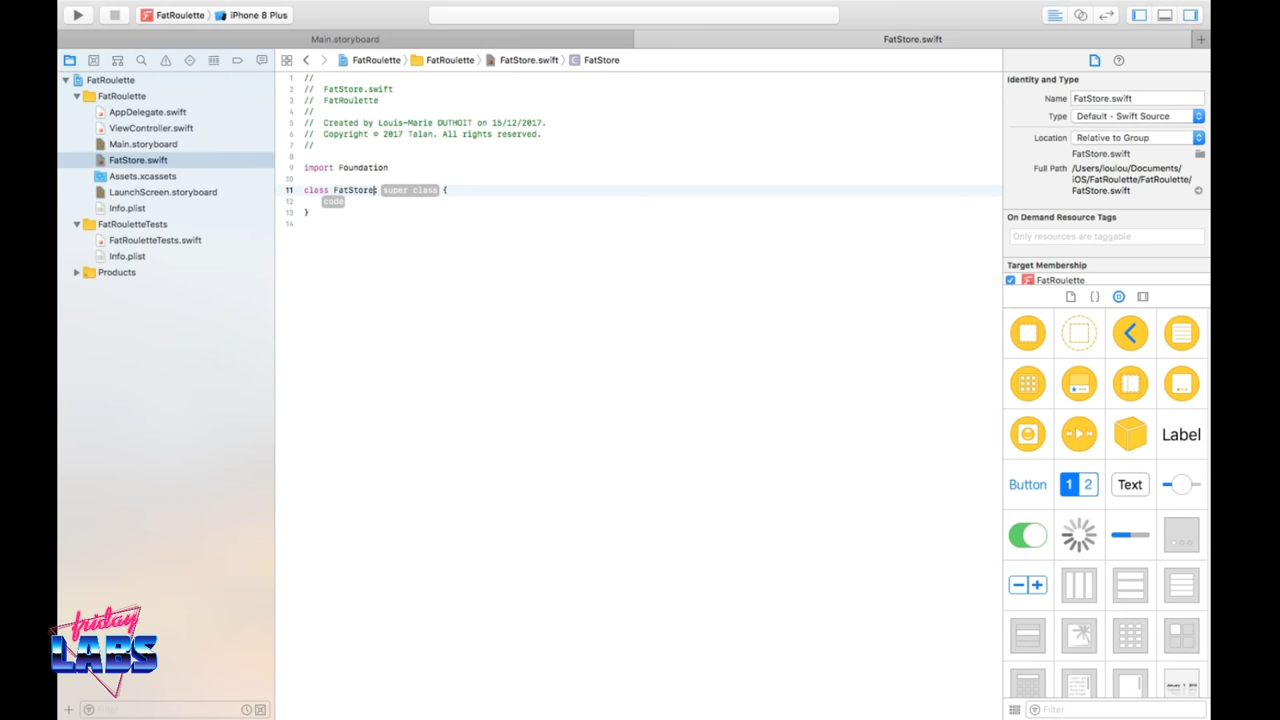 FatRoulette 〉 iPhone 8 Plus
Main.storyboard
FatStore.swift
FatRoulette 〉 FatRoulette 〉 FatStore.swift 〉 C FatStore
FatRoulette
FatRoulette
AppDelegate.swift
ViewController.swift
Main.storyboard
FatStore.swift
Assets.xcassets
LaunchScreen.storyboard
Info.plist
FatRouletteTests
FatRouletteTests.swift
Info.plist
Products
Filter
1 //
2 // FatStore.swift
3 // FatRoulette
4 //
5 // Created by Louis-Marie DUTHOIT on 15/12/2017.
6 // Copyright © 2017 Talan. All rights reserved.
7 //
8
9 import Foundation
10
11 class FatStore: super class {
12 code
13 }
14
Identity and Type
Name FatStore.swift
Type Default - Swift Source
Location Relative to Group
FatStore.swift
Full Path /Users/loulou/Documents/
iOS/FatRoulette/FatRoulette/
FatStore.swift
On Demand Resource Tags
Only resources are taggable
Target Membership
FatRoulette
{}
Label
Button
1 2
Text
Filter
friday
LABS